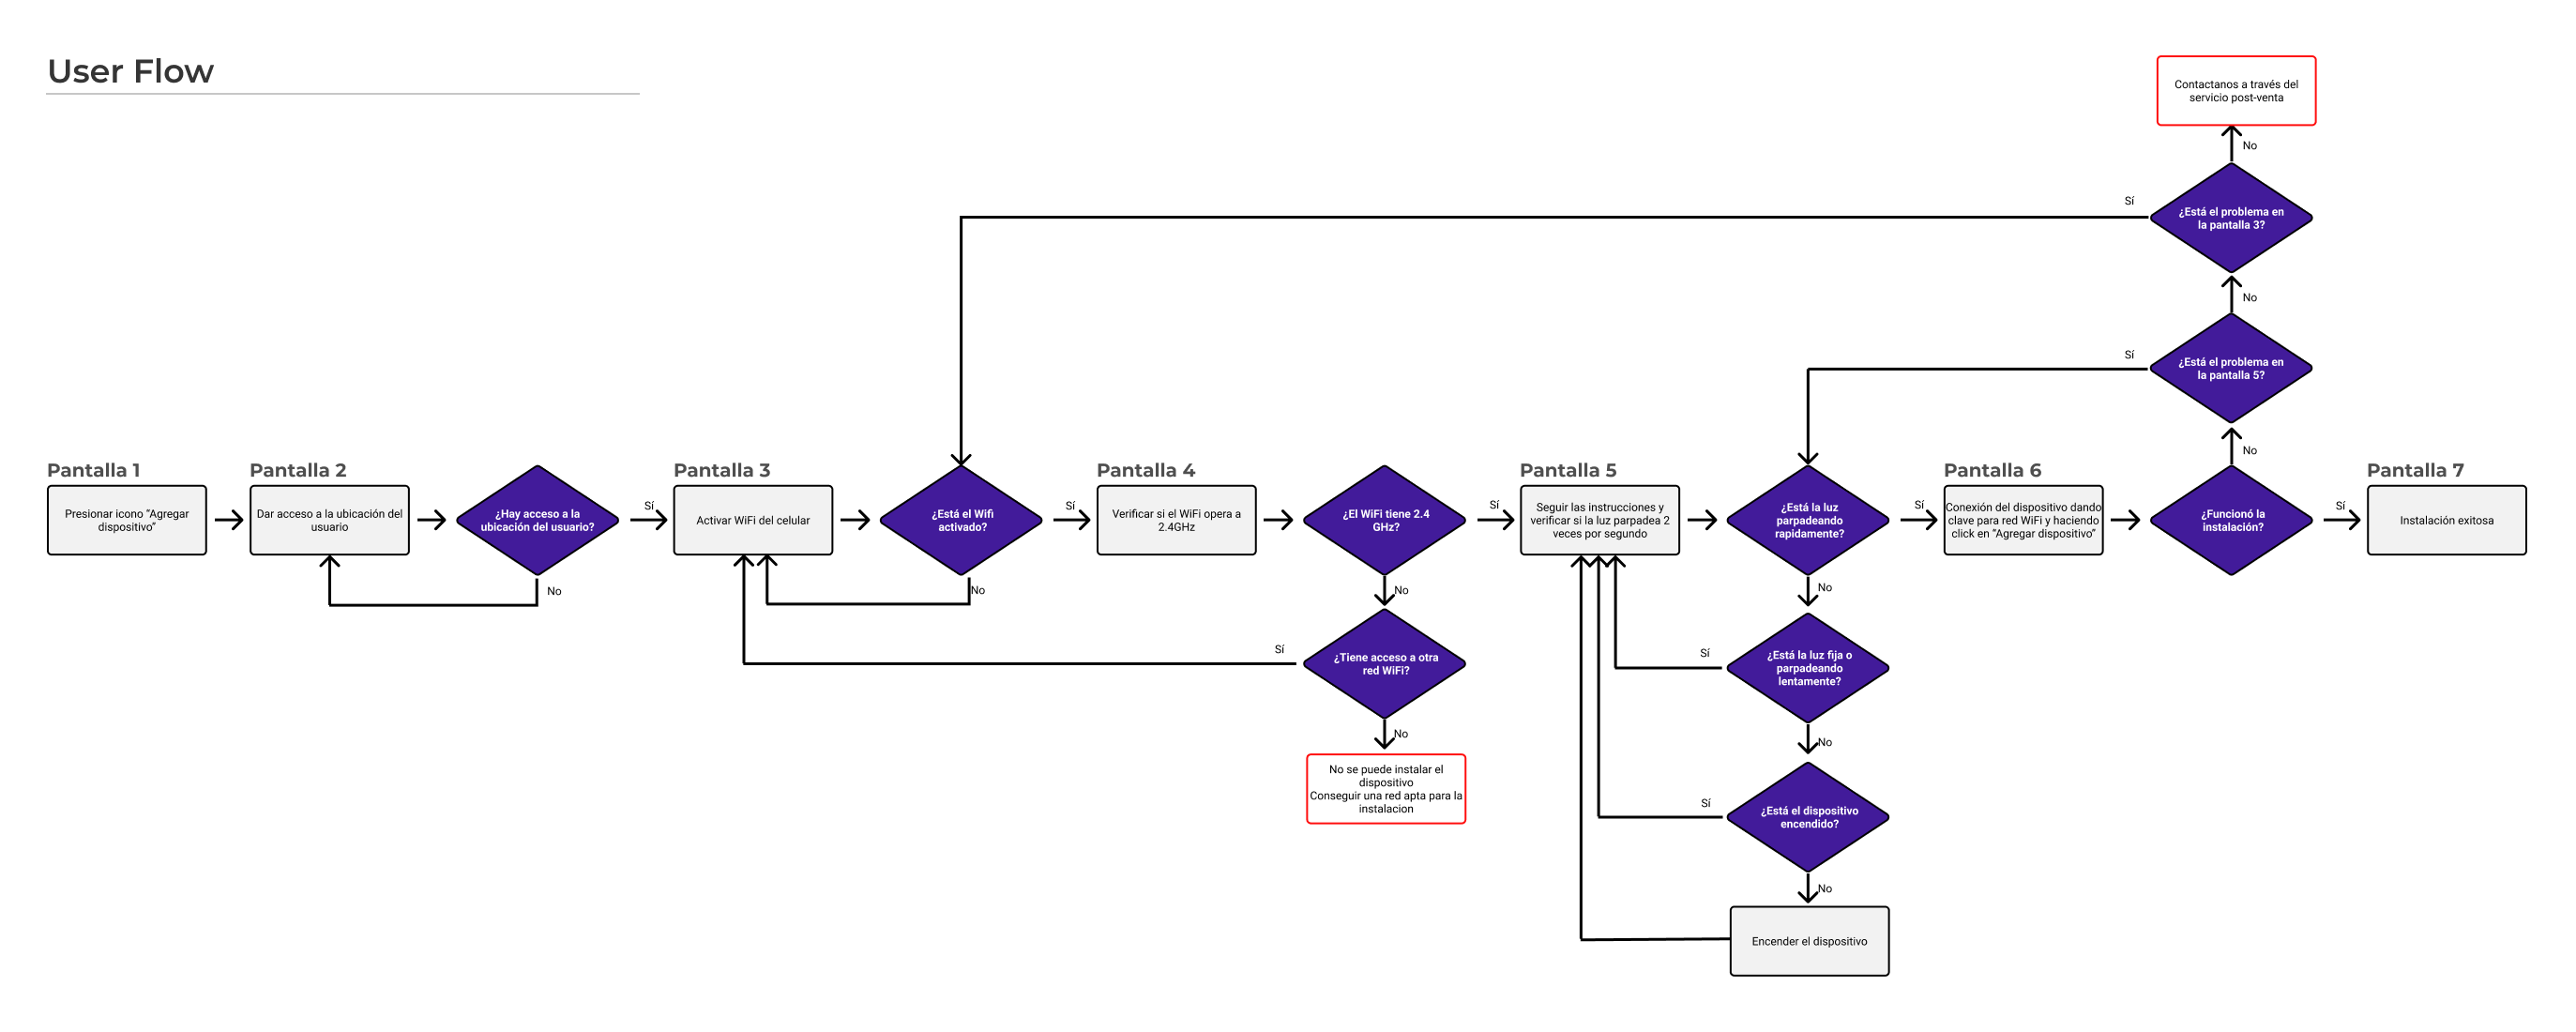 User Flow
Contactanos a través del
servicio post-venta
No
¿Está el problema en
la pantalla 3?
Sí
No
¿Está el problema en
la pantalla 5?
Sí
No
Pantalla 1
Presionar icono “Agregar
dispositivo”
Pantalla 2
Dar acceso a la ubicación del
usuario
¿Hay acceso a la
ubicación del usuario?
Sí
No
Pantalla 3
Activar WiFi del celular
¿Está el Wifi
activado?
Sí
No
Pantalla 4
Verificar si el WiFi opera a
2.4GHz
¿El WiFi tiene 2.4
GHz?
Sí
No
¿Tiene acceso a otra
red WiFi?
Sí
No
No se puede instalar el
dispositivo
Conseguir una red apta para la
instalacion
Pantalla 5
Seguir las instrucciones y
verificar si la luz parpadea 2
veces por segundo
¿Está la luz
parpadeando
rapidamente?
Sí
No
¿Está la luz fija o
parpadeando
lentamente?
Sí
No
¿Está el dispositivo
encendido?
Sí
No
Encender el dispositivo
Pantalla 6
Conexión del dispositivo dando
clave para red WiFi y haciendo
click en “Agregar dispositivo”
¿Funcionó la
instalación?
Sí
Pantalla 7
Instalación exitosa